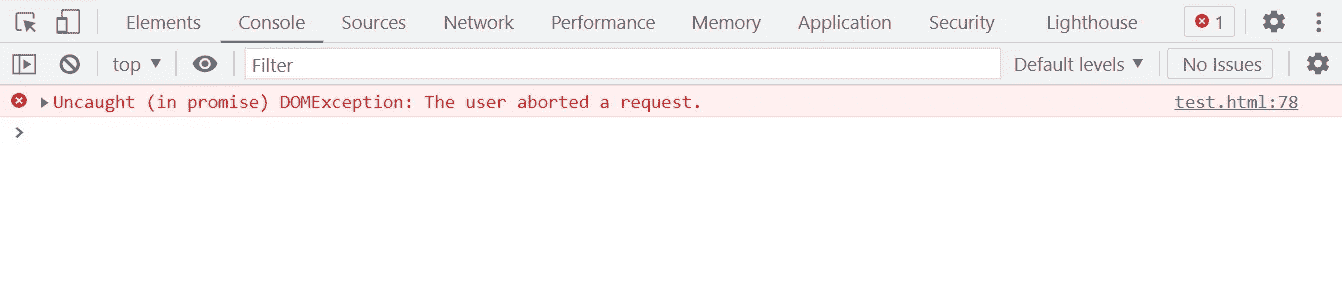 Elements Console Sources Network Performance Memory Application Security Lighthouse 1
top Filter Default levels No Issues
Uncaught (in promise) DOMException: The user aborted a request. test.html:78